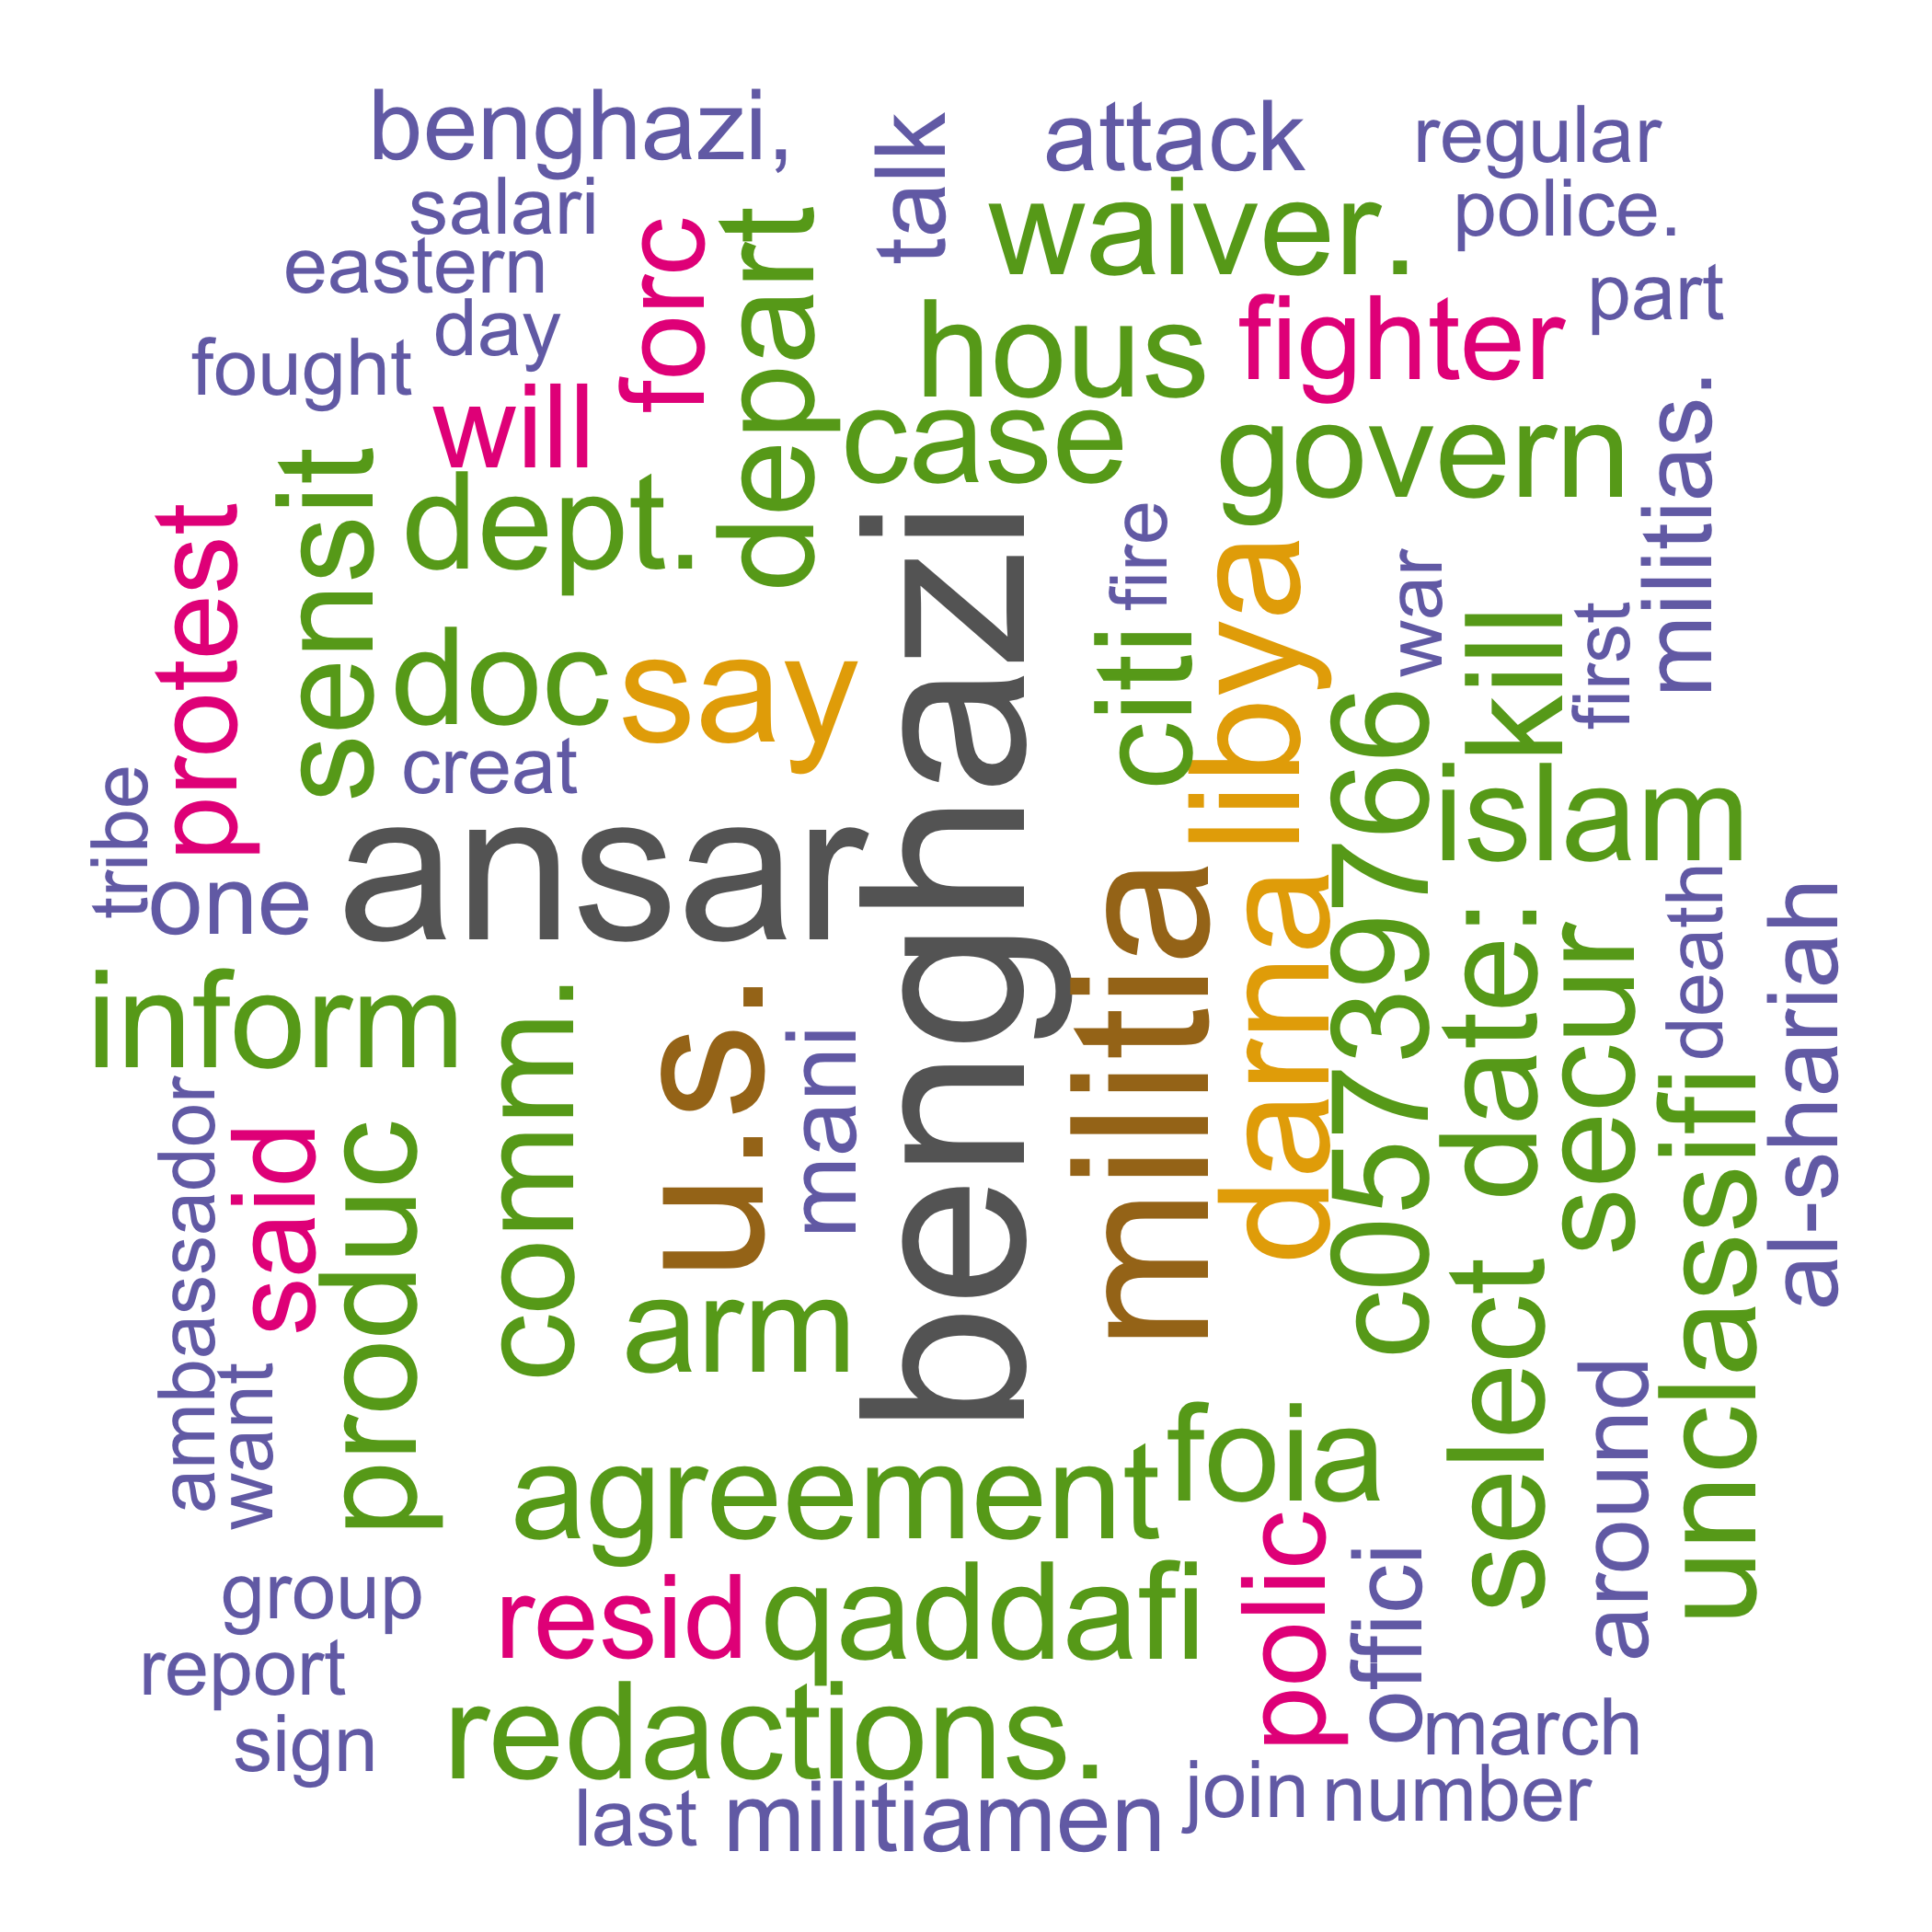 benghazi,
talk
attack
regular
salari
waiver.
police.
eastern
forc
depart
part
day
hous
fighter
fought
will
case
govern
militias.
sensit
dept.
protest
fire
war
benghazi
libya
kill
first
doc
say
citi
creat
c05739766
islam
tribe
one
ansar
militia
darna
date:
secur
death
al-shariah
inform
comm.
u.s.
mani
unclassifi
ambassador
said
produc
arm
select
want
around
agreement
foia
group
resid
qaddafi
polic
offici
report
redactions.
march
sign
last
militiamen
join
number